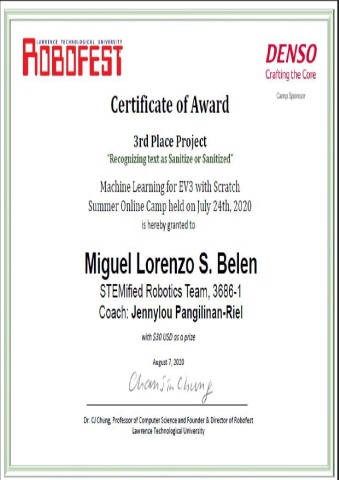 LAWRENCE TECHNOLOGICAL UNIVERSITY
ROBOFEST
DENSO
Crafting the Core
Camp Sponsor
Certificate of Award
3rd Place Project
"Recognizing text as Sanitize or Sanitized"
Machine Learning for EV3 with Scratch
Summer Online Camp held on July 24th, 2020
is hereby granted to
Miguel Lorenzo S. Belen
STEMified Robotics Team, 3686-1
Coach: Jennylou Pangilinan-Riel
with $30 USD as a prize
August 7, 2020
ChanJin Chung
Dr. CJ Chung, Professor of Computer Science and Founder & Director of Robofest
Lawrence Technological University